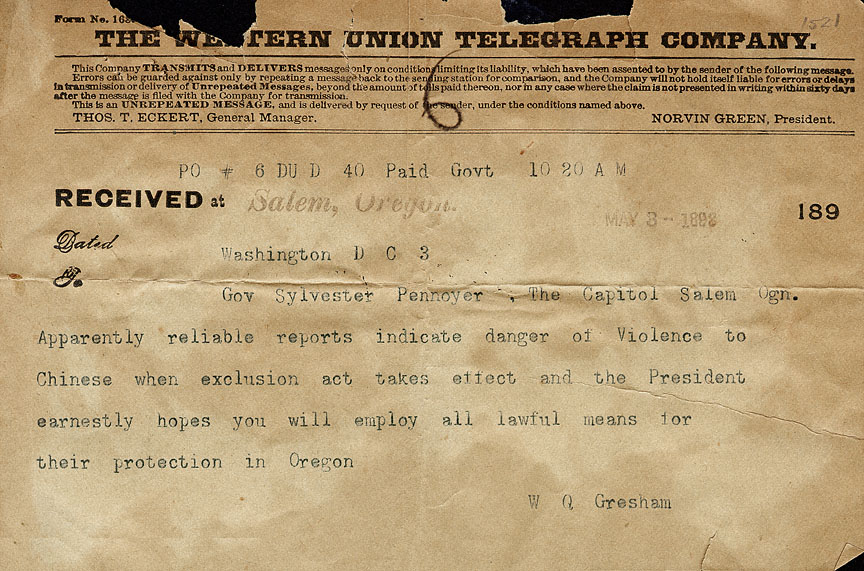 Form No. 168
1521
THE WESTERN UNION TELEGRAPH COMPANY.
This Company TRANSMITS and DELIVERS messages only on conditions limiting its liability, which have been assented to by the sender of the following message.
Errors can be guarded against only by repeating a message back to the sending station for comparison, and the Company will not hold itself liable for errors or delays
in transmission or delivery of Unrepeated Messages, beyond the amount of tolls paid thereon, nor in any case where the claim is not presented in writing within sixty days
after the message is filed with the Company for transmission.
This is an UNREPEATED MESSAGE, and is delivered by request of the sender, under the conditions named above.
THOS. T. ECKERT, General Manager. NORVIN GREEN, President.
6
PO # 6 DU D 40 Paid Govt 10 20 A M
RECEIVED at Salem, Oregon. MAY 3 - 1893 189
Dated Washington D C 3
To Gov Sylvester Pennoyer , The Capitol Salem Ogn.
Apparently reliable reports indicate danger of Violence to
Chinese when exclusion act takes effect and the President
earnestly hopes you will employ all lawful means for
their protection in Oregon
W Q Gresham